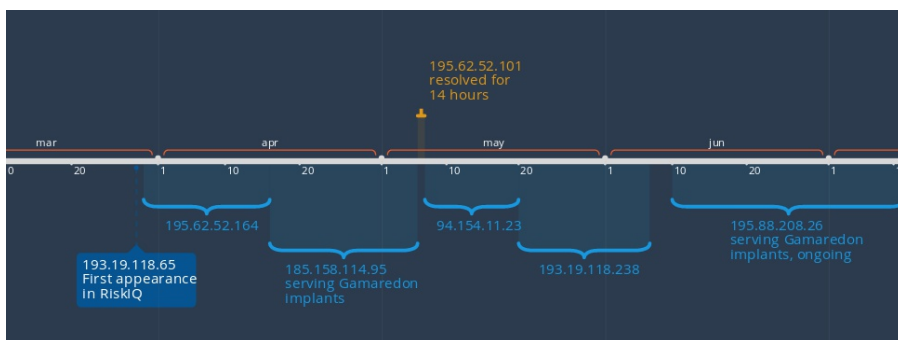 195.62.52.101
resolved for
14 hours
mar apr may jun
0 20 1 10 20 1 10 20 1 10 20 1
195.62.52.164
94.154.11.23
195.88.208.26
serving Gamaredon
implants, ongoing
193.19.118.65
First appearance
in RiskIQ
185.158.114.95
serving Gamaredon
implants
193.19.118.238